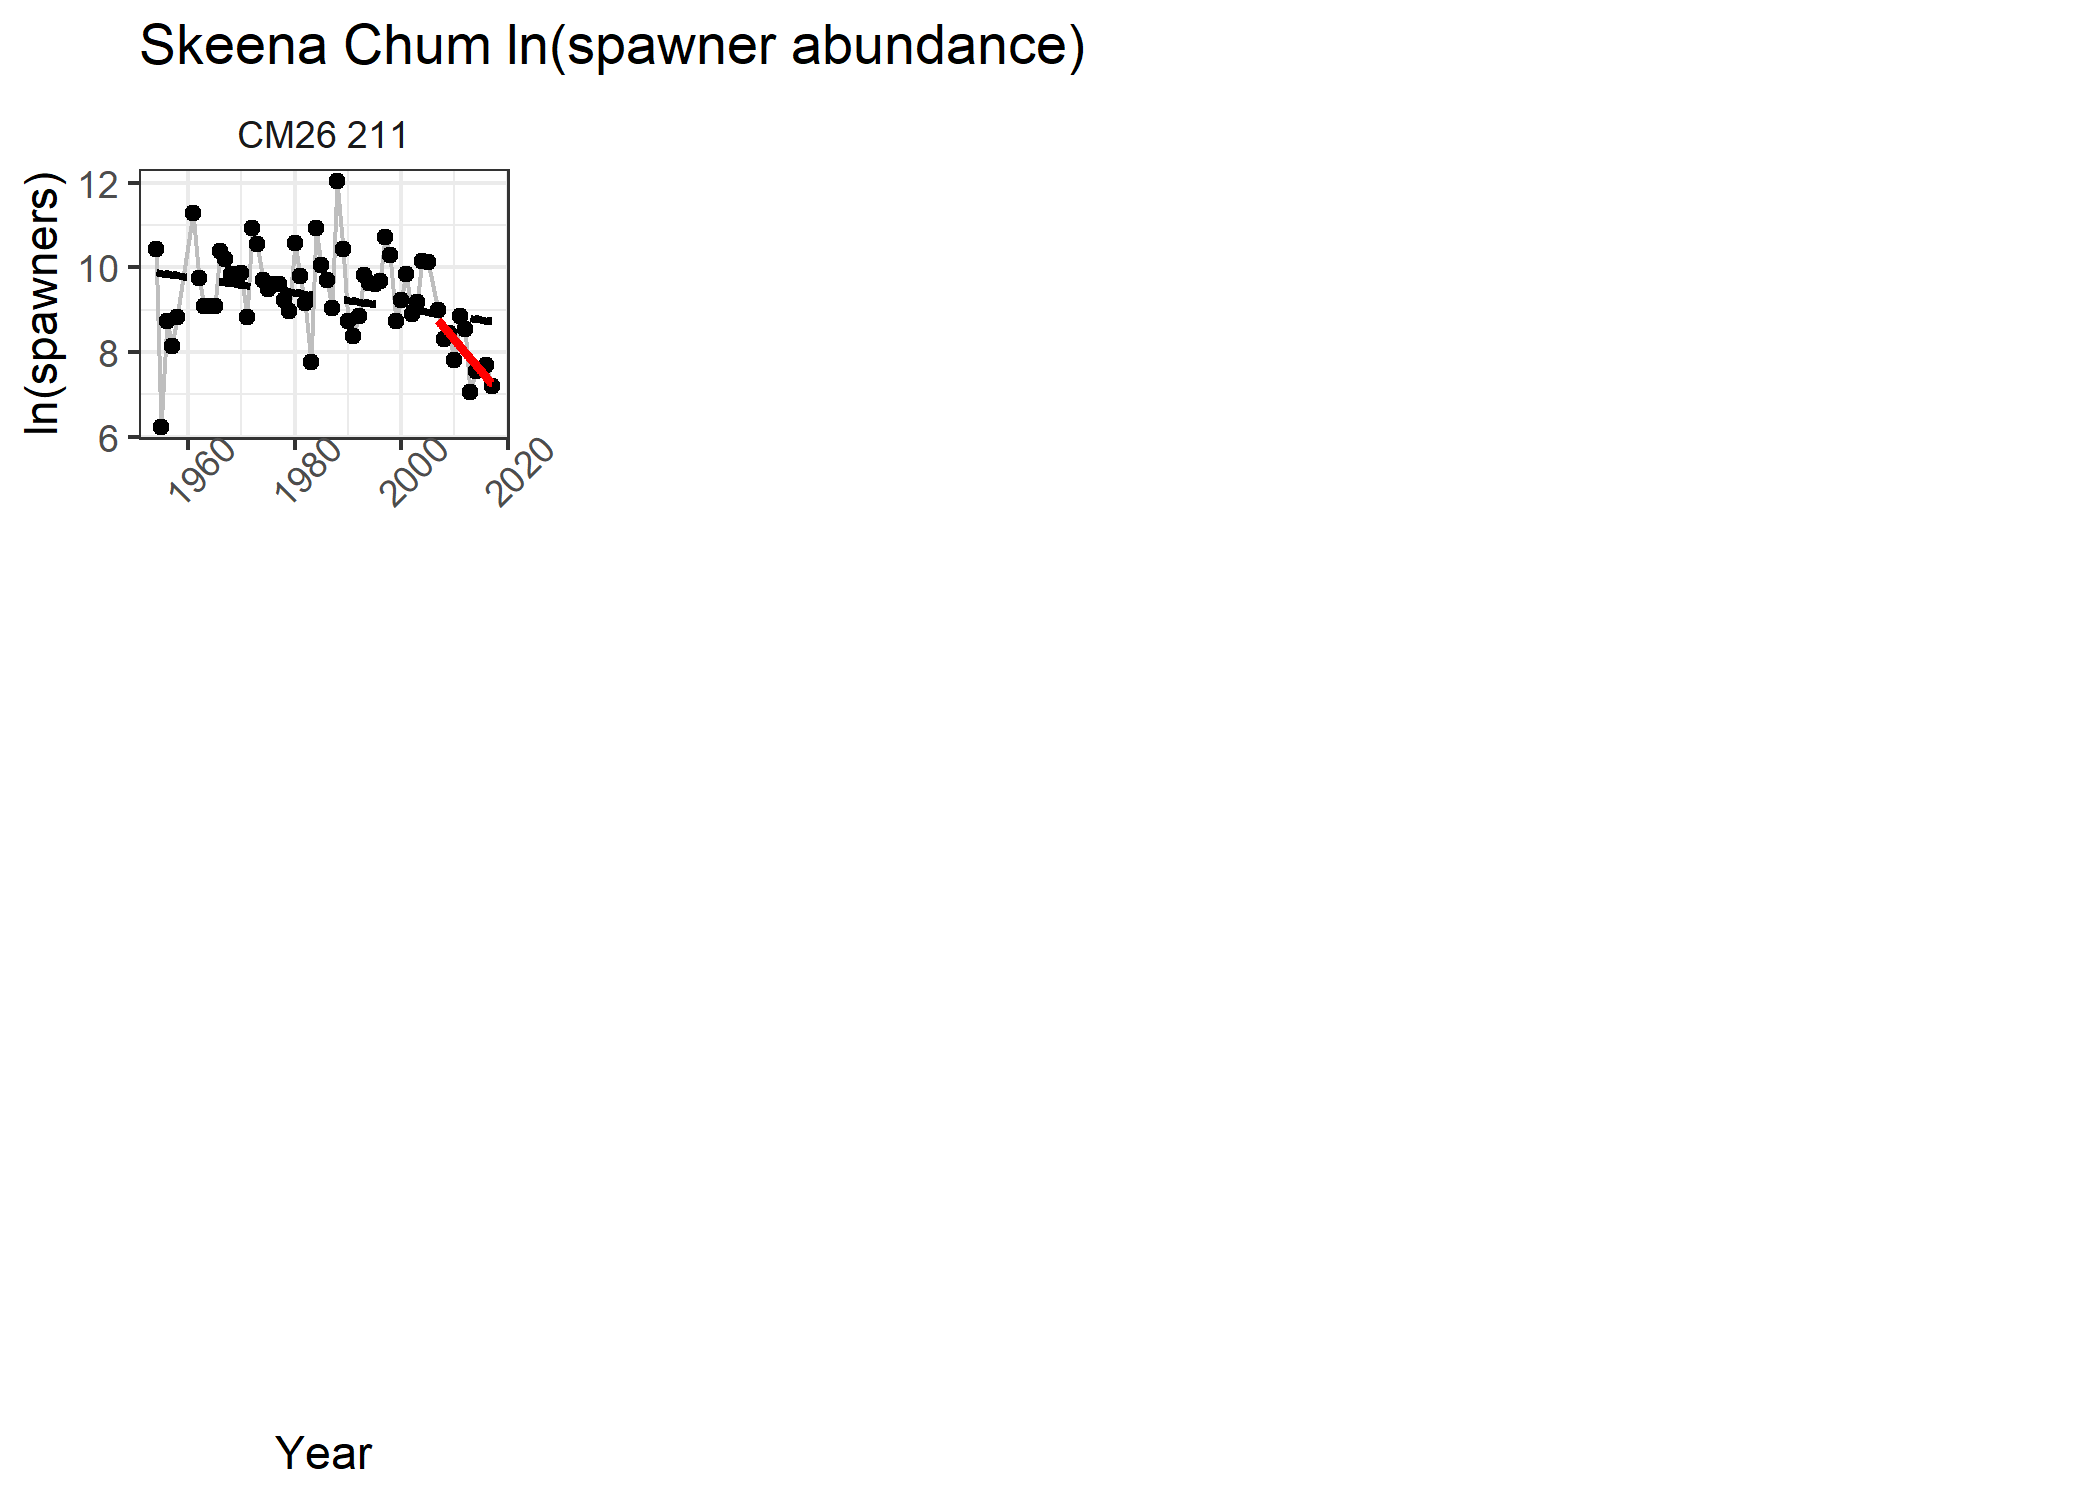 Skeena Chum ln(spawner abundance)
CM26 211
ln(spawners)
12
10
8
6
1960
1980
2000
2020
Year